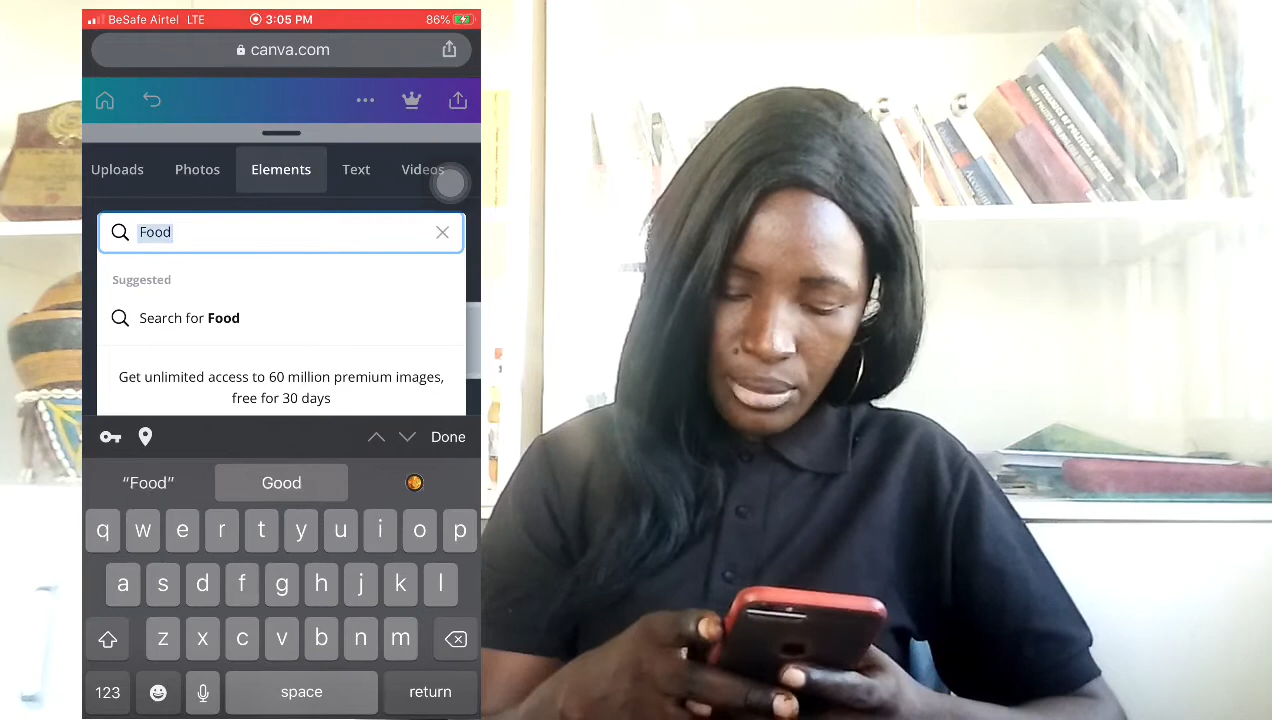 BeSafe Airtel LTE 3:05 PM 86%
canva.com
Uploads Photos Elements Text Videos
Food
Suggested
Search for Food
Get unlimited access to 60 million premium images,
free for 30 days
Done
“Food” Good
q w e r t y u i o p
a s d f g h j k l
z x c v b n m
123 space return